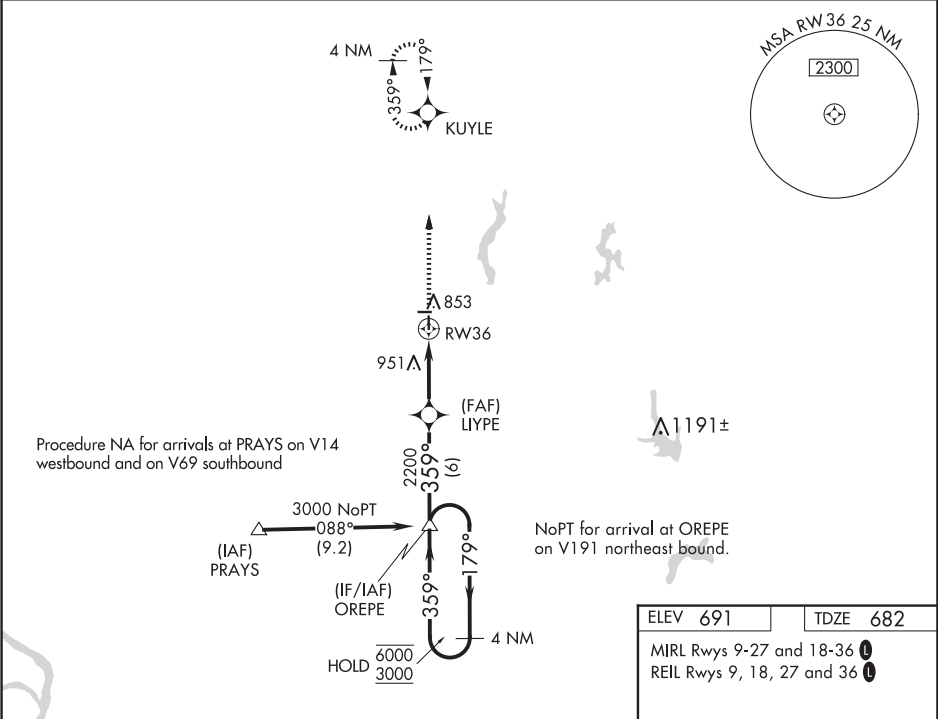 MSA RW36 25 NM
2300
4 NM
179°
359°
KUYLE
853
RW36
951
(FAF)
LIYPE
1191±
Procedure NA for arrivals at PRAYS on V14
westbound and on V69 southbound
2200
359°
(6)
3000 NoPT
088°
(9.2)
(IAF)
PRAYS
NoPT for arrival at OREPE
on V191 northeast bound.
(IF/IAF)
OREPE
359°
179°
4 NM
HOLD 6000
3000
ELEV 691
TDZE 682
MIRL Rwys 9-27 and 18-36 L
REIL Rwys 9, 18, 27 and 36 L